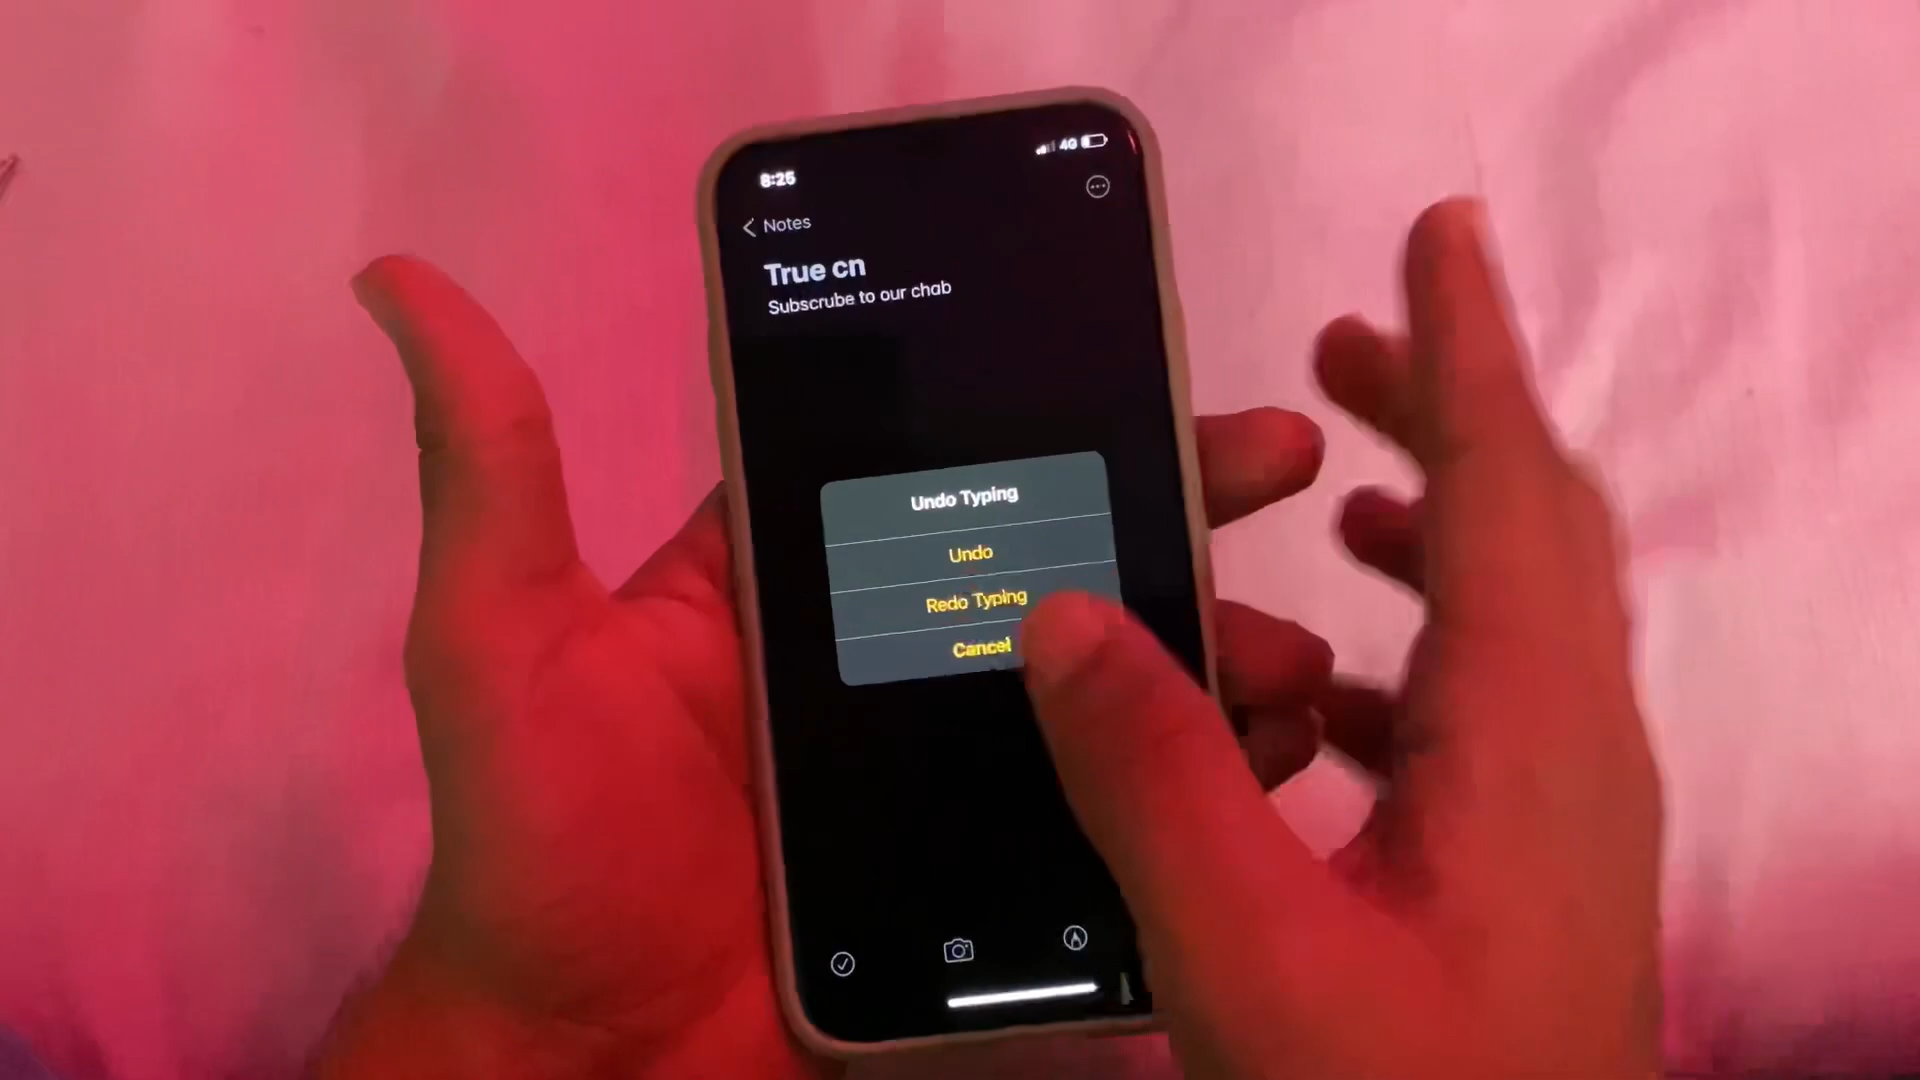 8:25
4G
Notes
True cn
Subscrube to our chab
Undo Typing
Undo
Redo Typing
Cancel